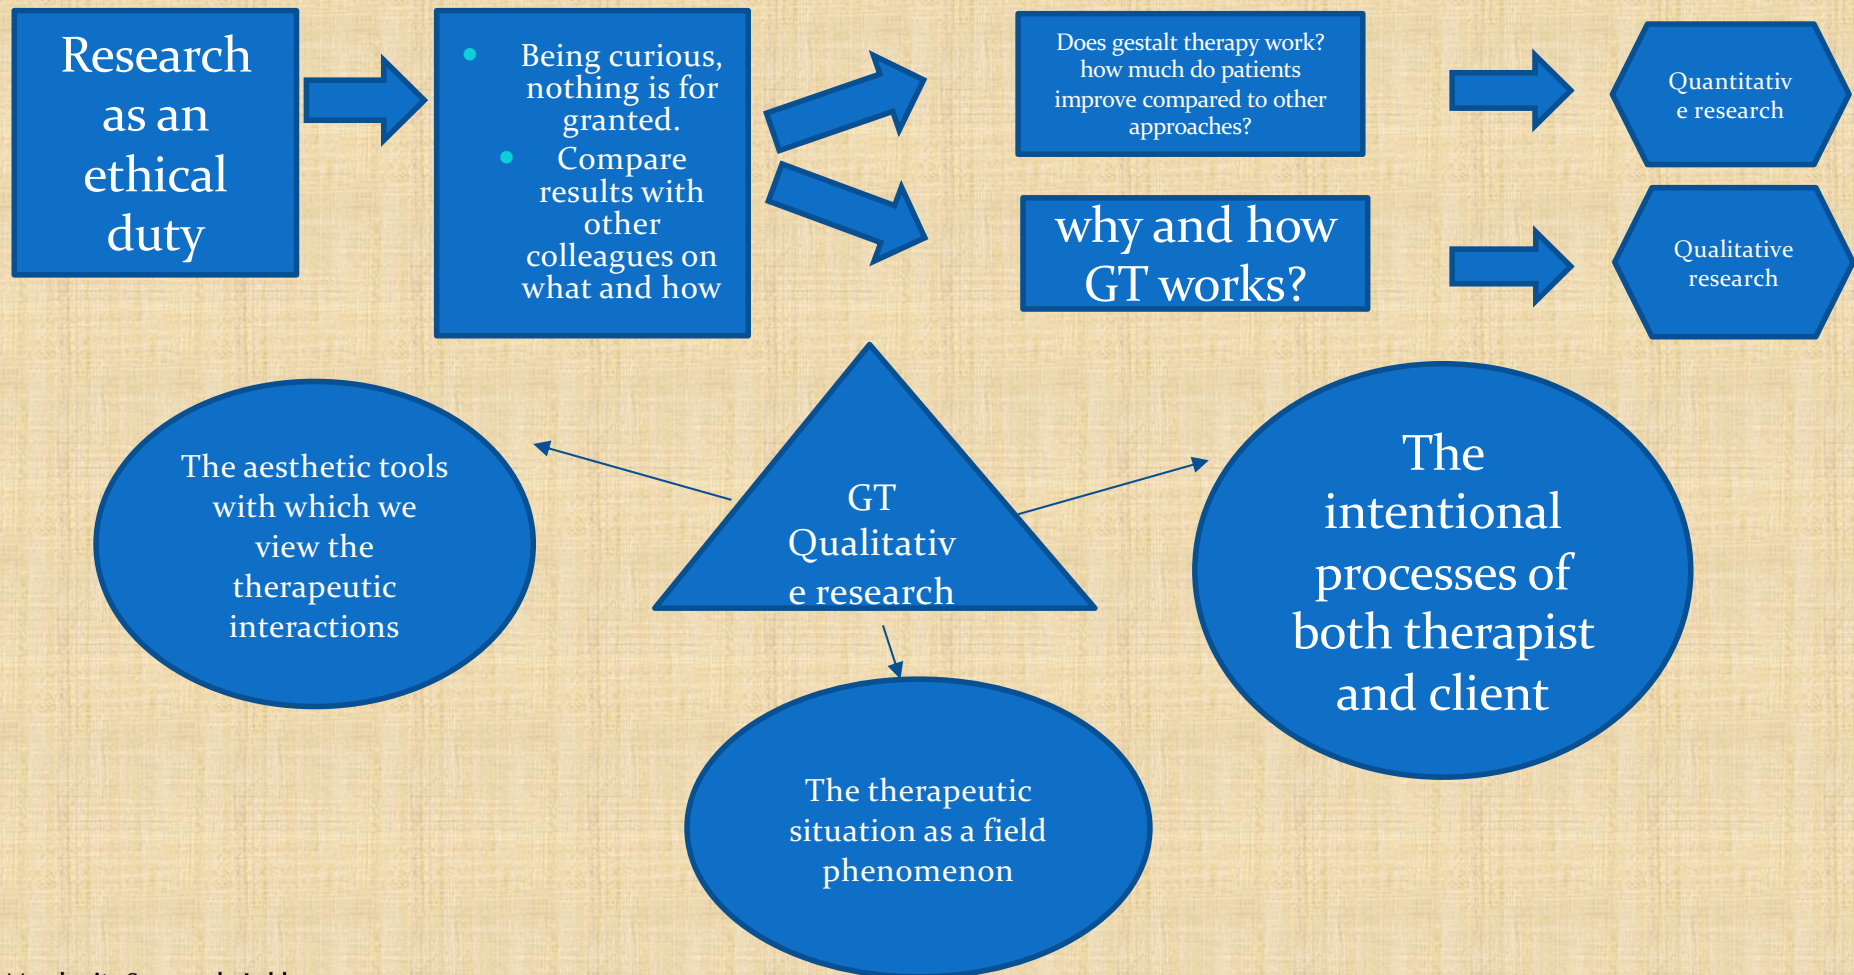 Research
as an
ethical
duty
Being curious,
nothing is for
granted.
Compare
results with
other
colleagues on
what and how
Does gestalt therapy work?
how much do patients
improve compared to other
approaches?
Quantitativ
e research
why and how
GT works?
Qualitative
research
The aesthetic tools
with which we
view the
therapeutic
interactions
GT
Qualitativ
e research
The
intentional
processes of
both therapist
and client
The therapeutic
situation as a field
phenomenon